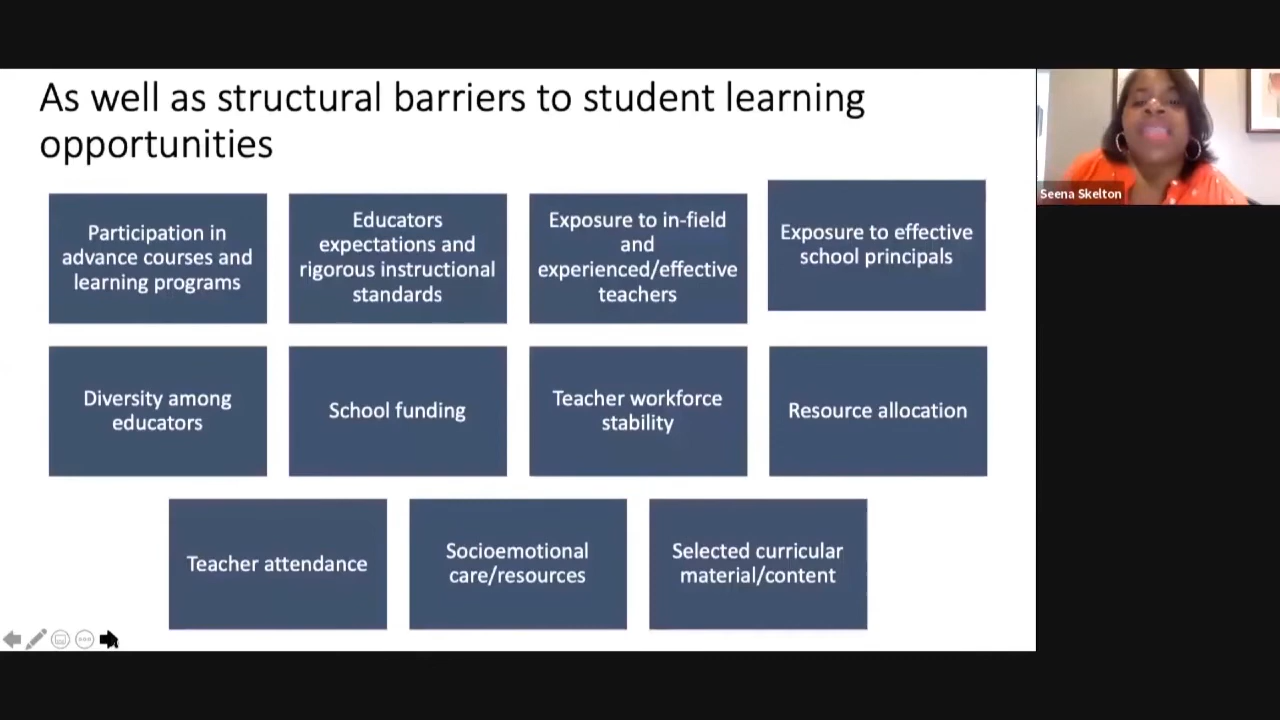 As well as structural barriers to student learning
opportunities
Participation in
advance courses and
learning programs
Educators
expectations and
rigorous instructional
standards
Exposure to in-field
and
experienced/effective
teachers
Exposure to effective
school principals
Diversity among
educators
School funding
Teacher workforce
stability
Resource allocation
Teacher attendance
Socioemotional
care/resources
Selected curricular
material/content
Seena Skelton